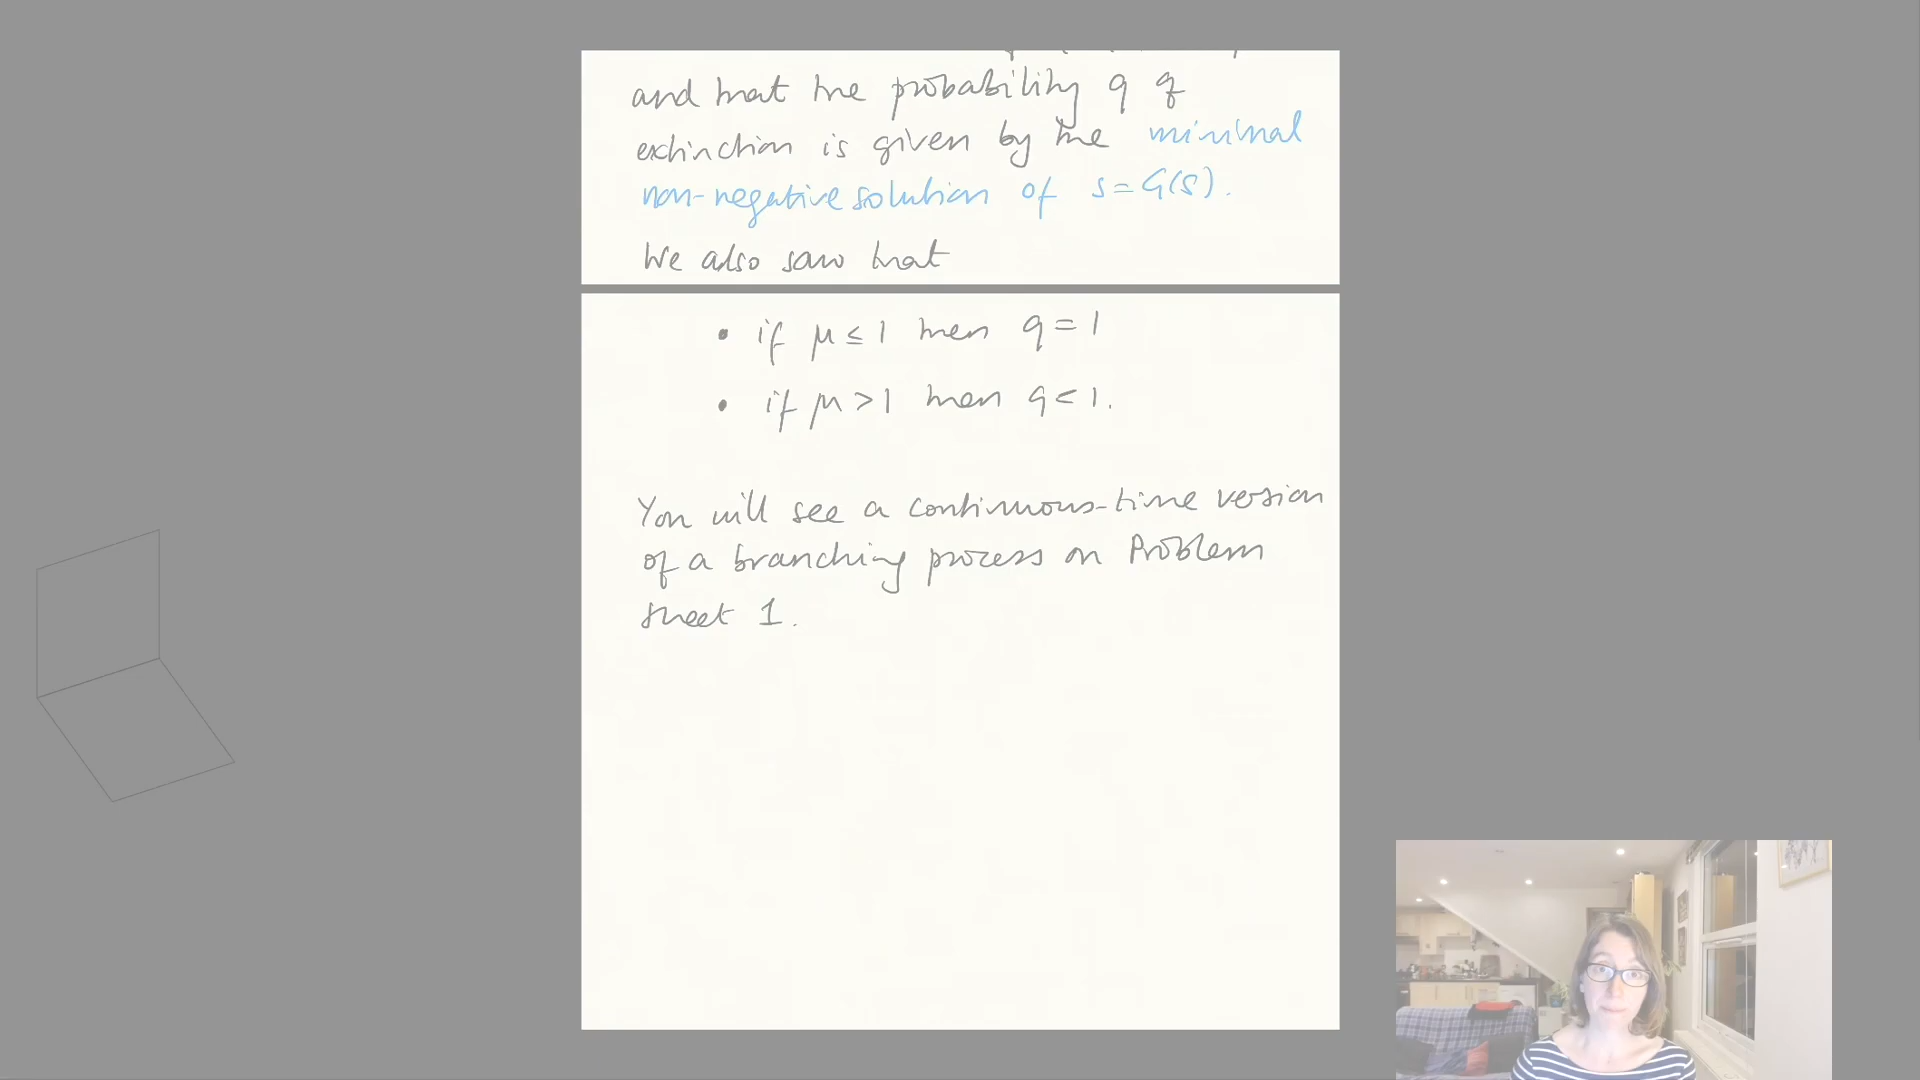 and that the probability q of
extinction is given by the minimal
non-negative solution of s = G(s).
We also saw that
• if μ ≤ 1 then q = 1
• if μ > 1 then q < 1.
You will see a continuous-time version
of a branching process on Problem
sheet 1.